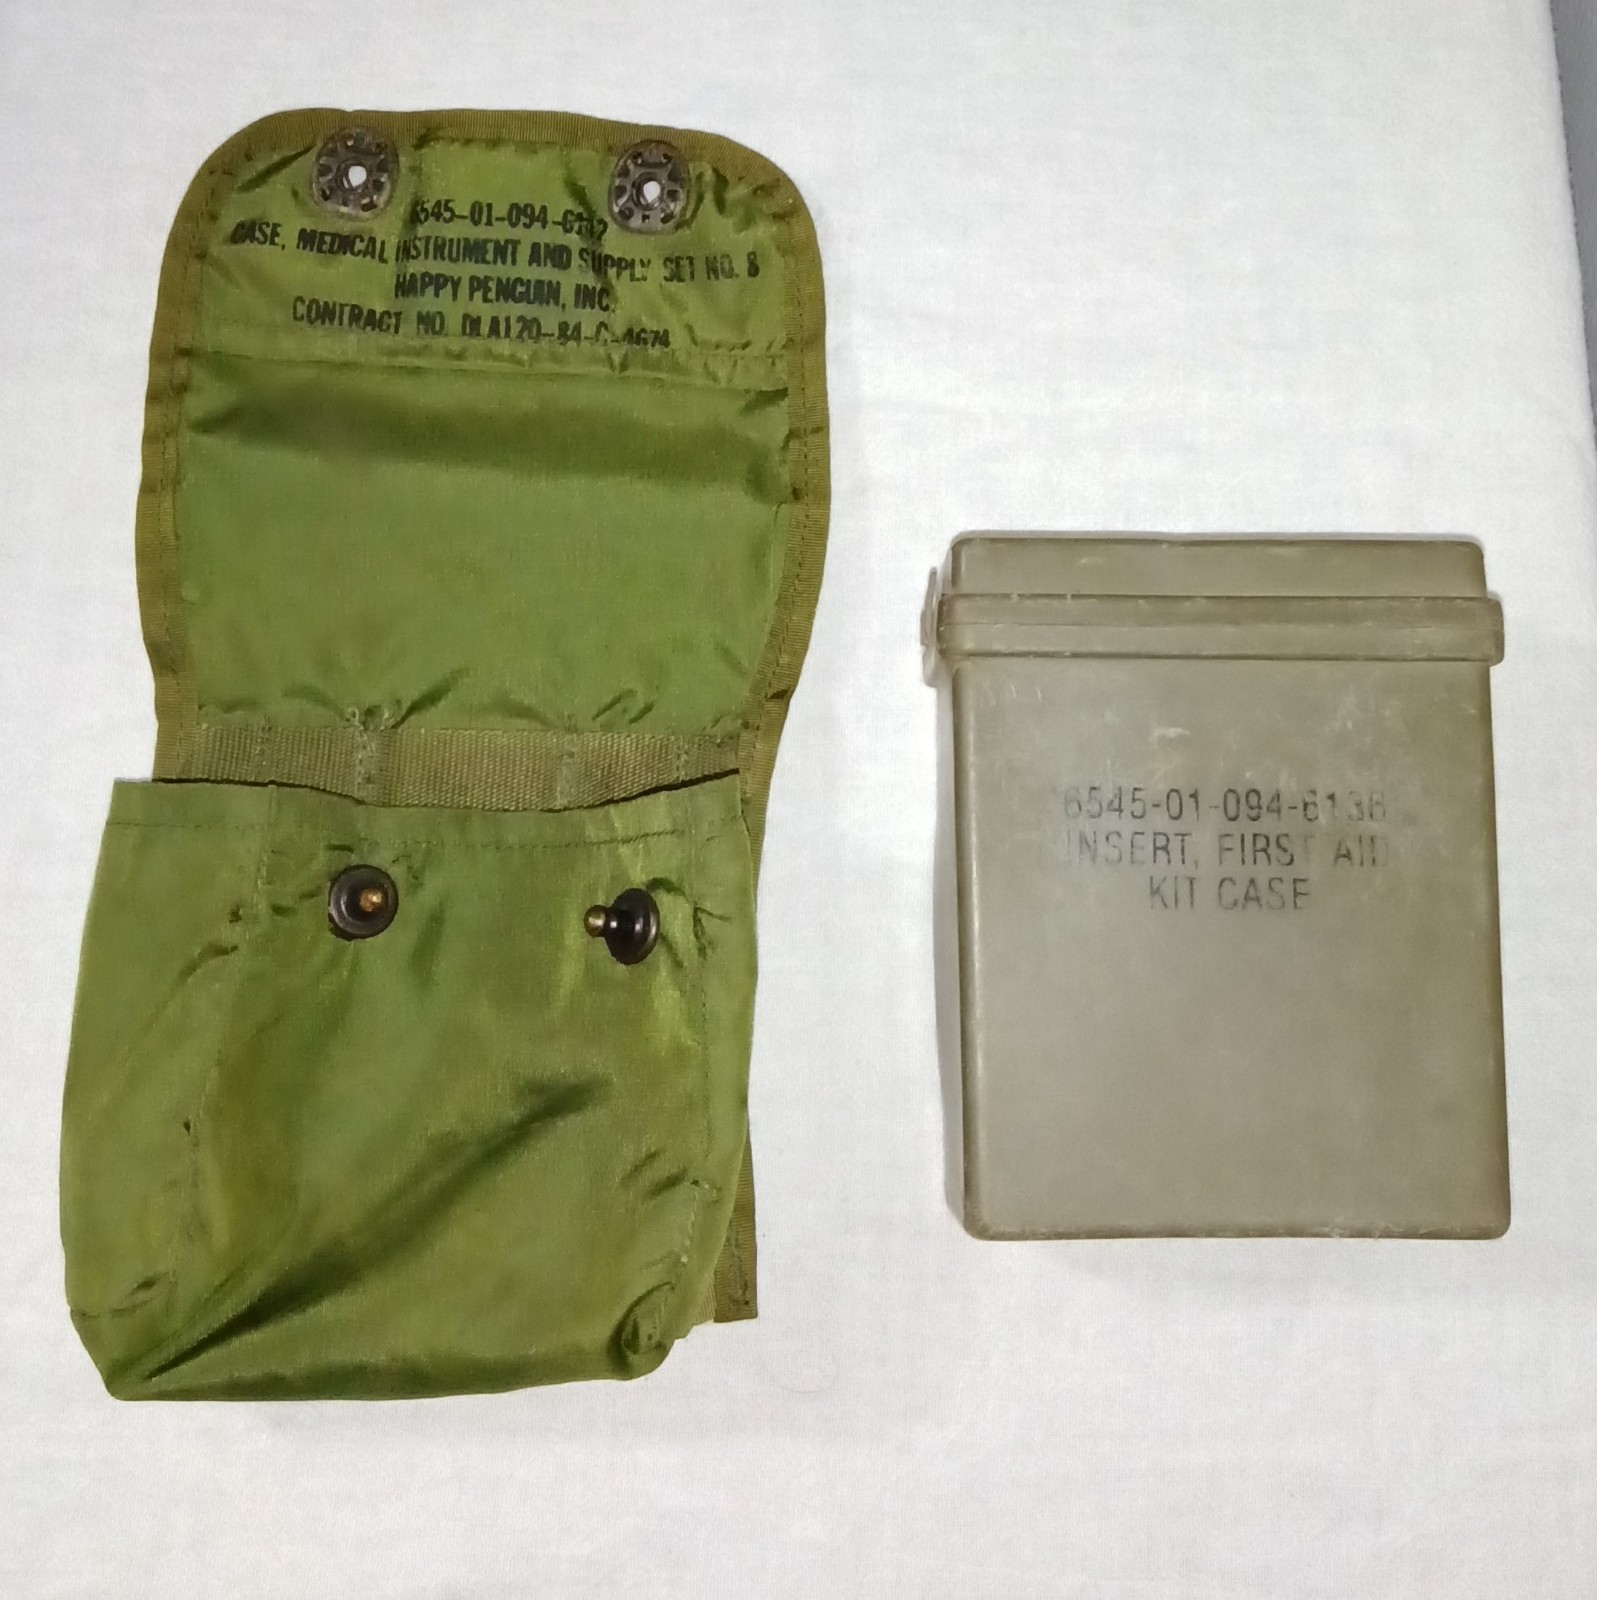 6545-01-094-6142
CASE, MEDICAL INSTRUMENT AND SUPPLY SET NO. 8
HAPPY PENGUIN, INC.
CONTRACT NO. DLA120-84-C-4674
6545-01-094-6136
INSERT, FIRST AID
KIT CASE